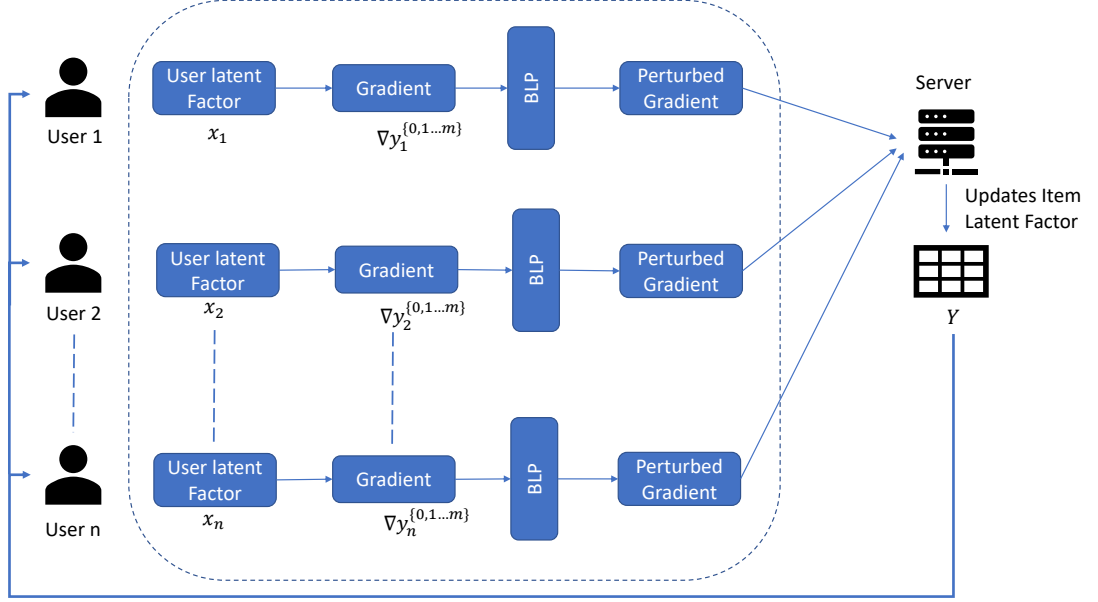 User 1
User latent
Factor
x₁
Gradient
∇y₁^{0,1…m}
BLP
Perturbed
Gradient
Server
Updates Item
Latent Factor
Y
User 2
User latent
Factor
x₂
Gradient
∇y₂^{0,1…m}
BLP
Perturbed
Gradient
User n
User latent
Factor
xₙ
Gradient
∇yₙ^{0,1…m}
BLP
Perturbed
Gradient